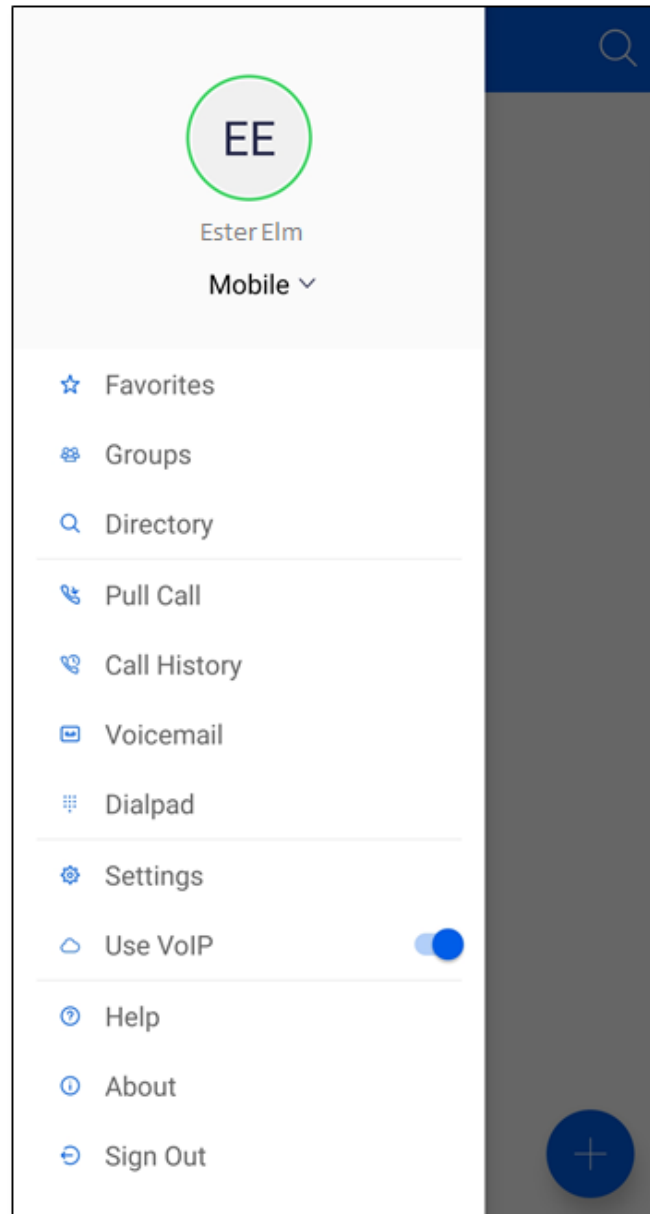 EE
Ester Elm
Mobile
Favorites
Groups
Directory
Pull Call
Call History
Voicemail
Dialpad
Settings
Use VoIP
Help
About
Sign Out